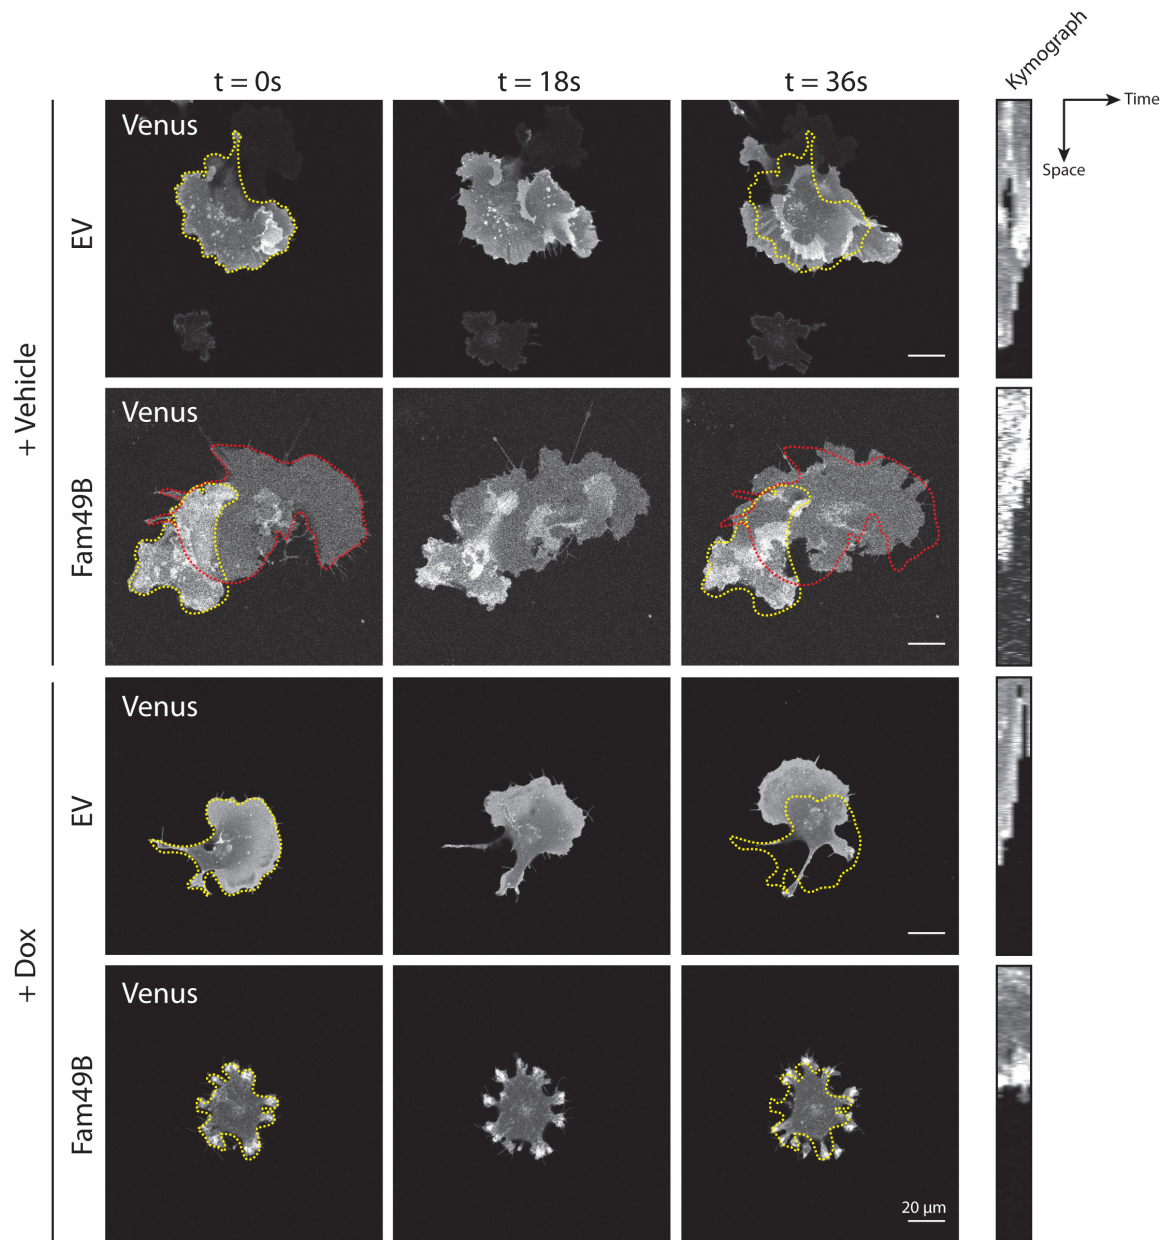 Kymograph
t = 0s
t = 18s
t = 36s
Time
Space
+ Vehicle
EV
Venus
Fam49B
Venus
+ Dox
EV
Venus
Fam49B
Venus
20 µm